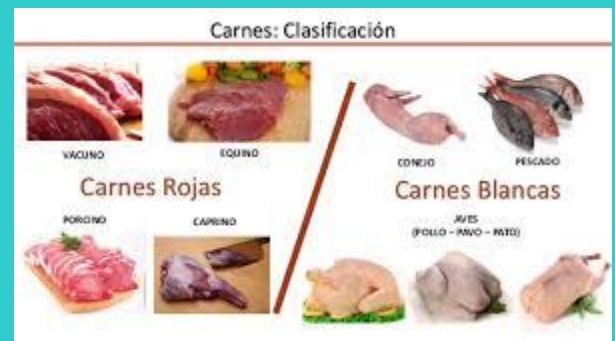 Carnes: Clasificación
VACUNO
EQUINO
Carnes Rojas
PORCINO
CAPRINO
CONEJO
PESCADO
Carnes Blancas
AVES
(POLLO – PAVO – PATO)